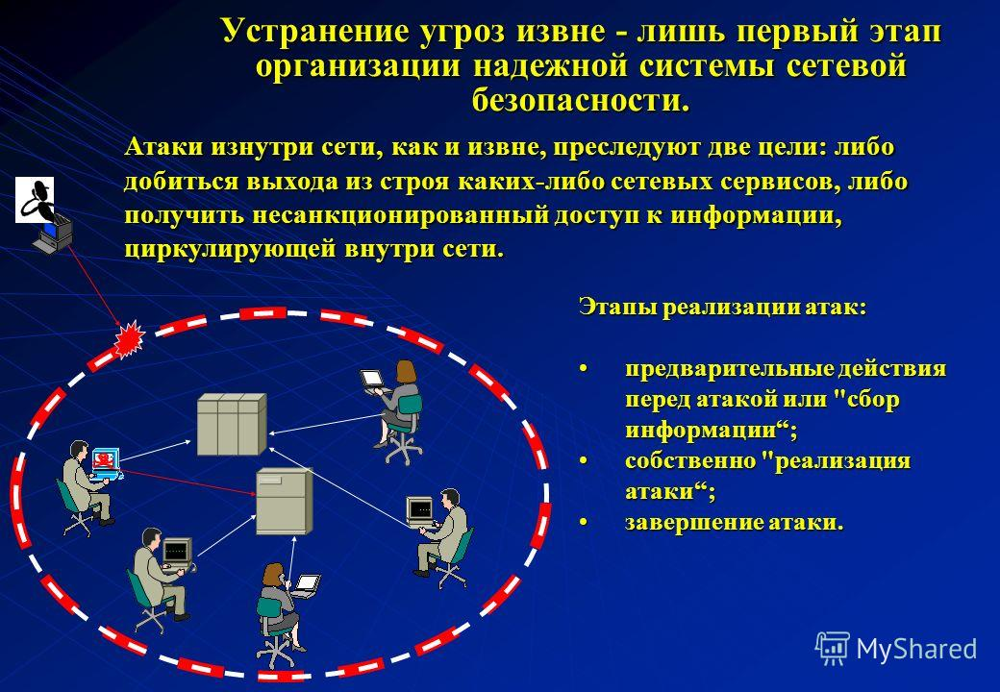 Устранение угроз извне - лишь первый этап
организации надежной системы сетевой
безопасности.
Атаки изнутри сети, как и извне, преследуют две цели: либо
добиться выхода из строя каких-либо сетевых сервисов, либо
получить несанкционированный доступ к информации,
циркулирующей внутри сети.
Этапы реализации атак:
• предварительные действия
перед атакой или "сбор
информации“;
• собственно "реализация
атаки“;
• завершение атаки.
MyShared